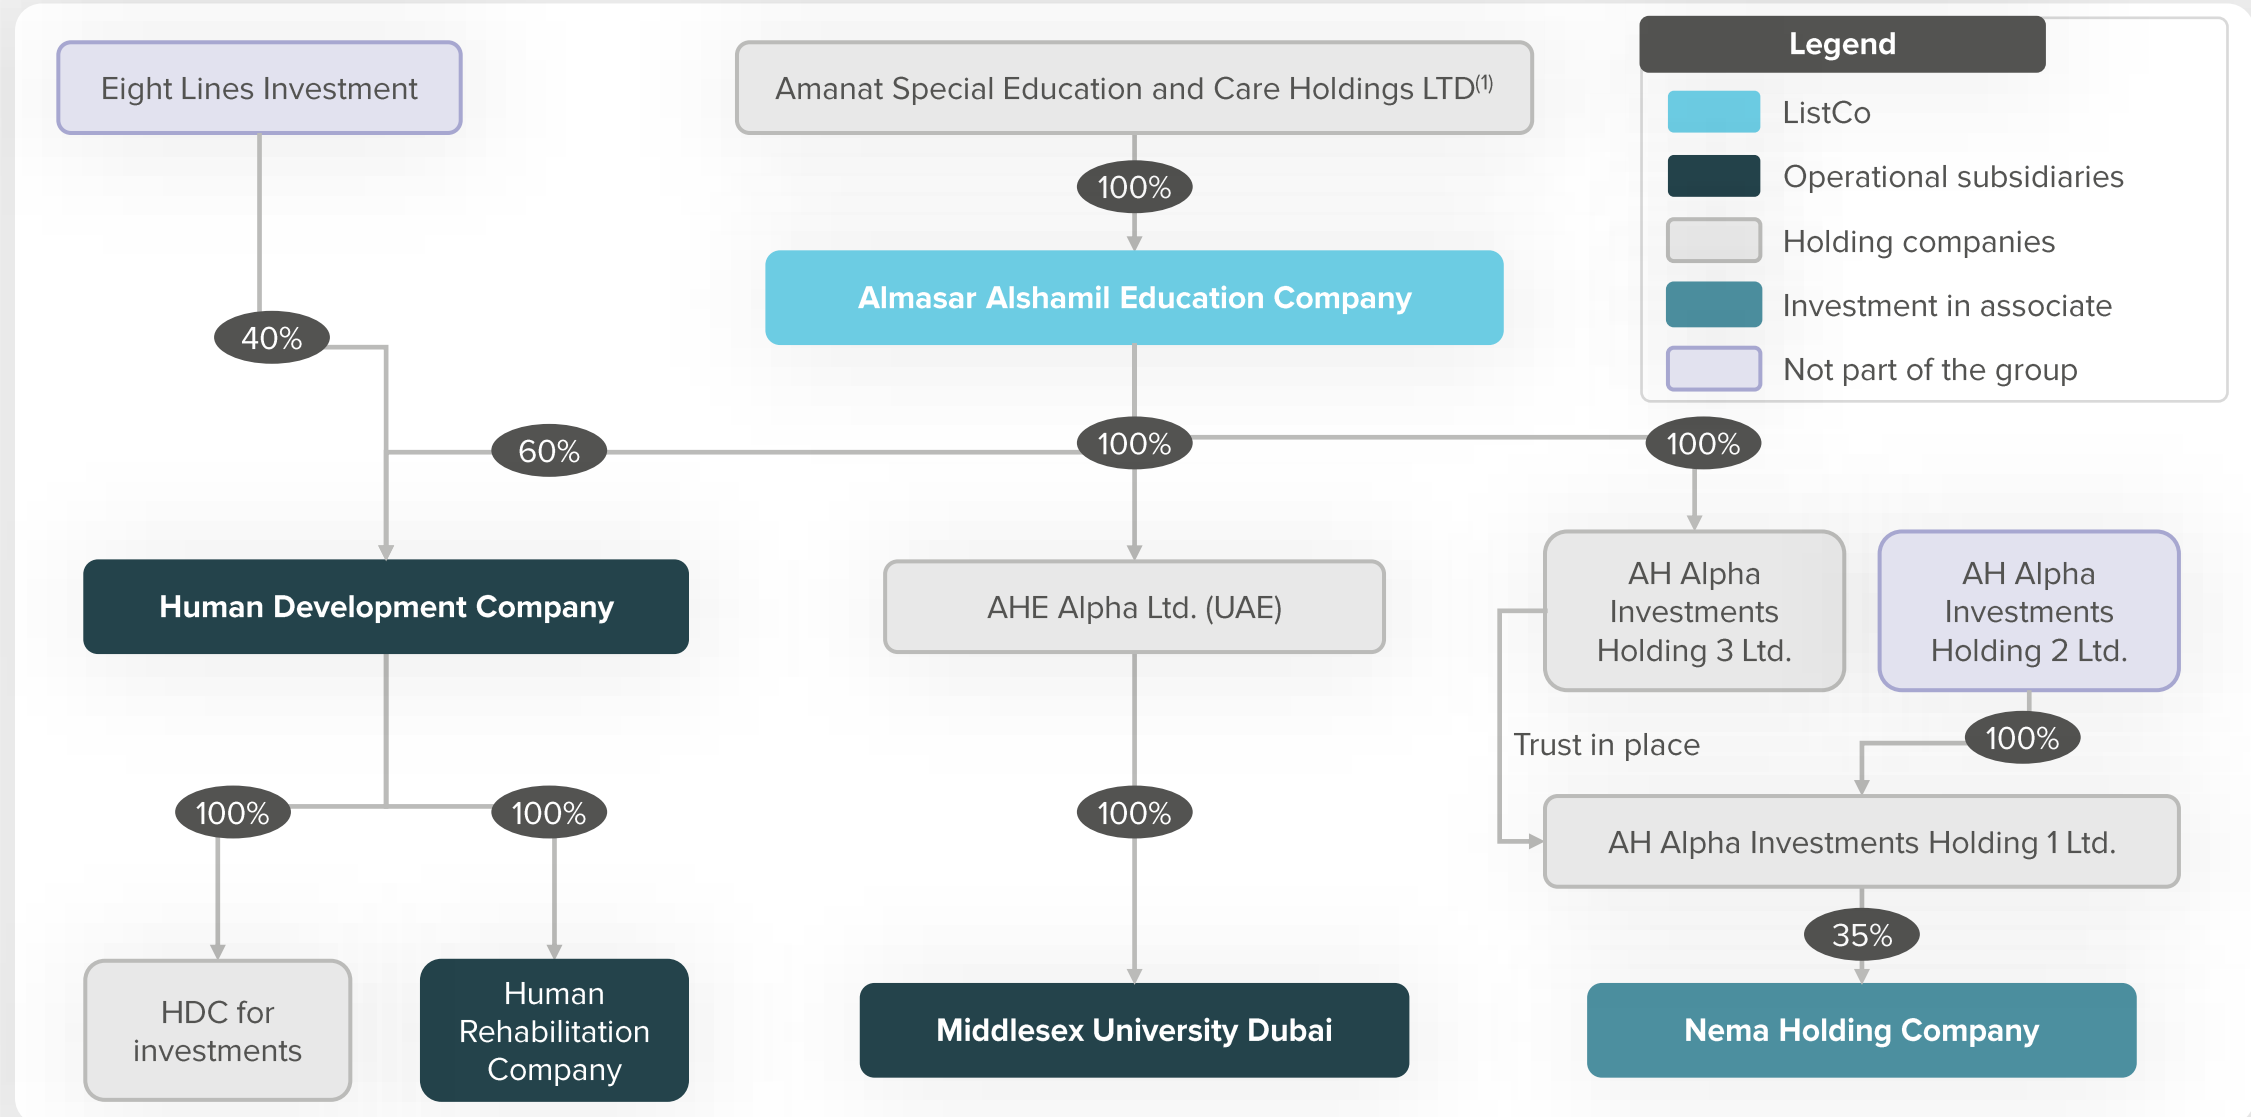 Eight Lines Investment
Amanat Special Education and Care Holdings LTD(1)
Legend
ListCo
Operational subsidiaries
Holding companies
Investment in associate
Not part of the group
100%
Almasar Alshamil Education Company
40%
60%
100%
100%
Human Development Company
AHE Alpha Ltd. (UAE)
AH Alpha
Investments
Holding 3 Ltd.
AH Alpha
Investments
Holding 2 Ltd.
Trust in place
100%
100%
100%
100%
AH Alpha Investments Holding 1 Ltd.
35%
HDC for
investments
Human
Rehabilitation
Company
Middlesex University Dubai
Nema Holding Company